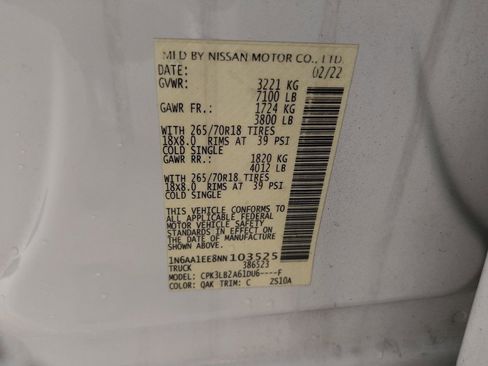 MFD BY NISSAN MOTOR CO., LTD.
DATE: 02/22
GVWR: 3221 KG
7100 LB
GAWR FR.: 1724 KG
3800 LB
WITH 265/70R18 TIRES
18X8.0 RIMS AT 39 PSI
COLD SINGLE
GAWR RR.: 1820 KG
4012 LB
WITH 265/70R18 TIRES
18X8.0 RIMS AT 39 PSI
COLD SINGLE
THIS VEHICLE CONFORMS TO
ALL APPLICABLE FEDERAL
MOTOR VEHICLE SAFETY
STANDARDS IN EFFECT ON
THE DATE OF MANUFACTURE
SHOWN ABOVE.
1N6AA1EE8NN103525
TRUCK 386523
MODEL: CPK3LBZA61DU6----F
COLOR: QAK TRIM: C ZS10A